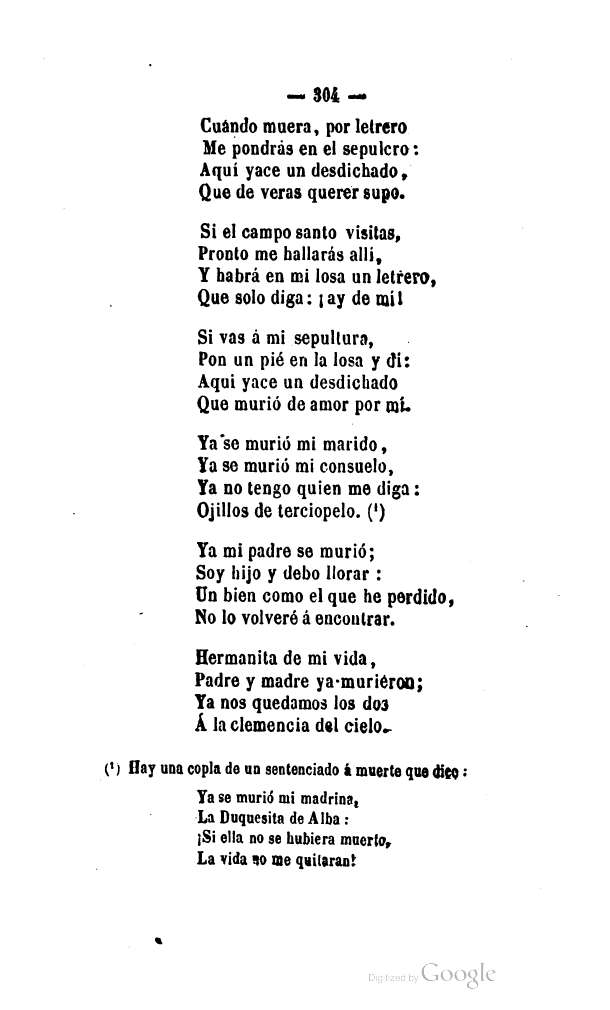 — 304 —
Cuándo muera, por letrero
Me pondrás en el sepulcro:
Aquí yace un desdichado,
Que de veras querer supo.
Si el campo santo visitas,
Pronto me hallarás allí,
Y habrá en mi losa un letrero,
Que solo diga: ¡ay de mí!
Si vas á mi sepultura,
Pon un pié en la losa y di:
Aqui yace un desdichado
Que murió de amor por mí.
Ya se murió mi marido,
Ya se murió mi consuelo,
Ya no tengo quien me diga:
Ojillos de terciopelo. (¹)
Ya mi padre se murió;
Soy hijo y debo llorar:
Un bien como el que he perdido,
No lo volveré á encontrar.
Hermanita de mi vida,
Padre y madre ya murieron;
Ya nos quedamos los dos
Á la clemencia del cielo.
(¹) Hay una copla de un sentenciado á muerte que dice:
Ya se murió mi madrina,
La Duquesita de Alba:
¡Si ella no se hubiera muerto,
La vida no me quitaran!
Digitized by Google